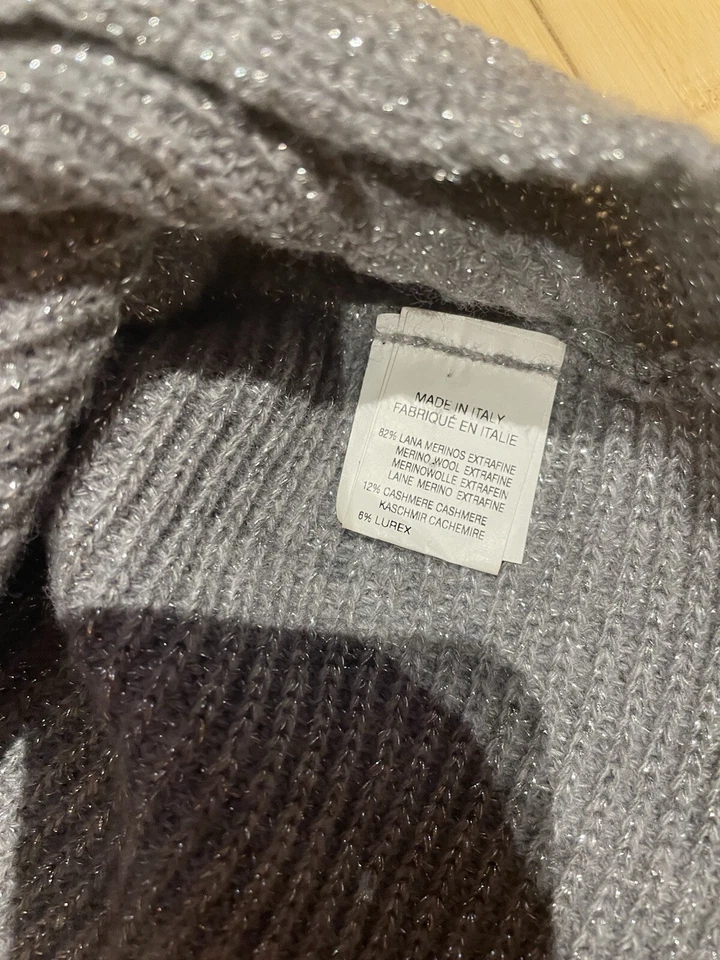 MADE IN ITALY
FABRIQUÉ EN ITALIE
82% LANA MERINOS EXTRAFINE
MERINO WOOL EXTRAFINE
MERINOWOLLE EXTRAFEIN
LAINE MERINO EXTRAFINE
12% CASHMERE CASHMERE
KASCHMIR CACHEMIRE
6% LUREX